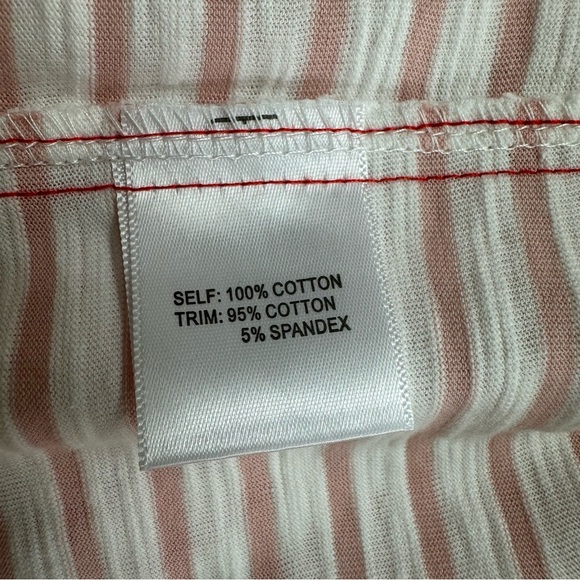 SELF: 100% COTTON
TRIM: 95% COTTON
5% SPANDEX